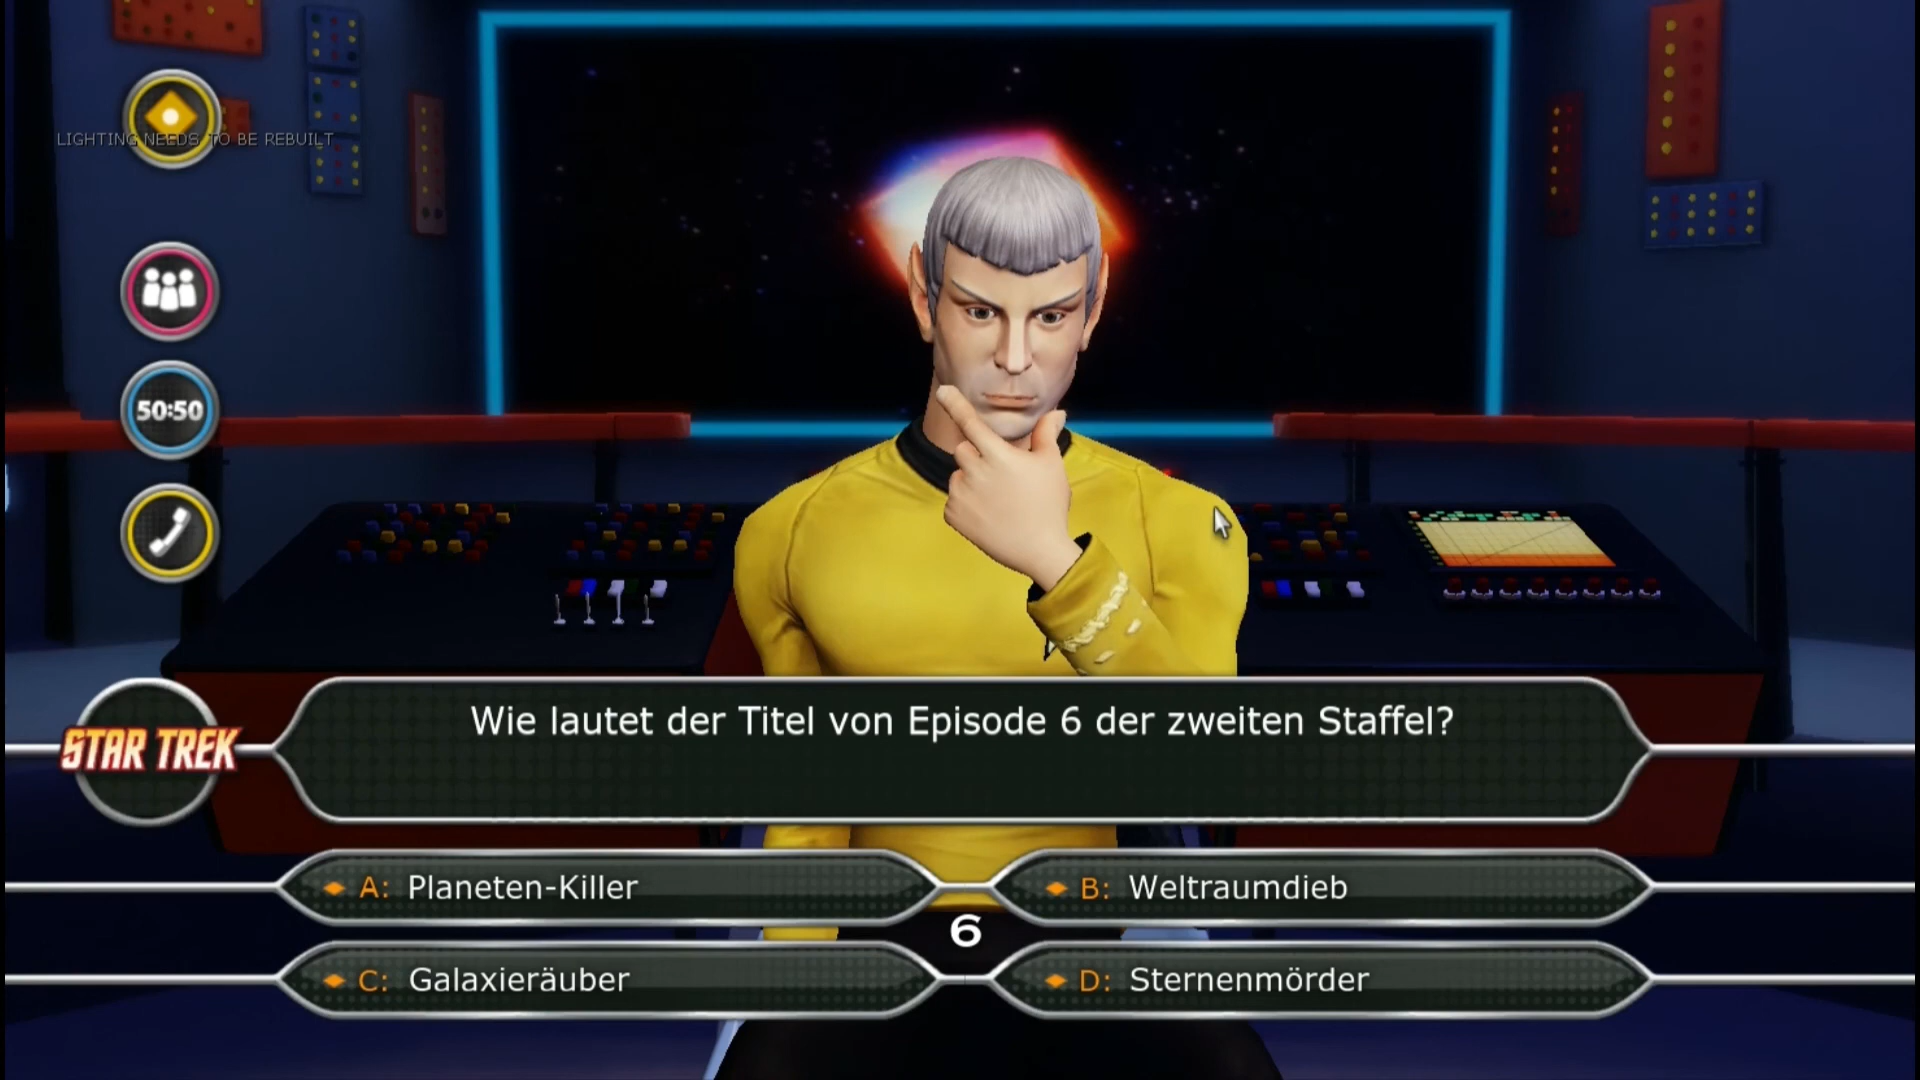 LIGHTING NEEDS TO BE REBUILT
50:50
STAR TREK
Wie lautet der Titel von Episode 6 der zweiten Staffel?
A: Planeten-Killer
B: Weltraumdieb
6
C: Galaxieräuber
D: Sternenmörder